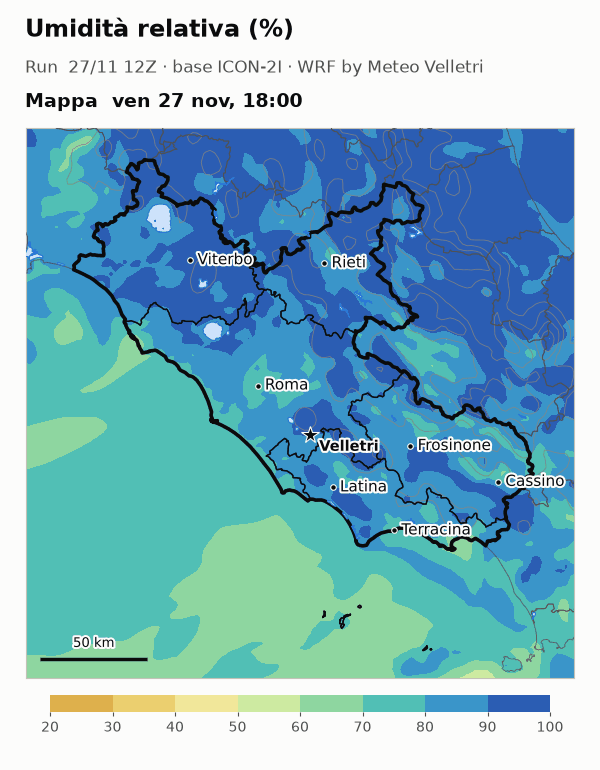 Umidità relativa (%)
Run  27/11 12Z · base ICON-2I · WRF by Meteo Velletri
Mappa  ven 27 nov, 18:00
Viterbo
Rieti
Roma
Velletri
Frosinone
Latina
Cassino
Terracina
50 km
20 30 40 50 60 70 80 90 100